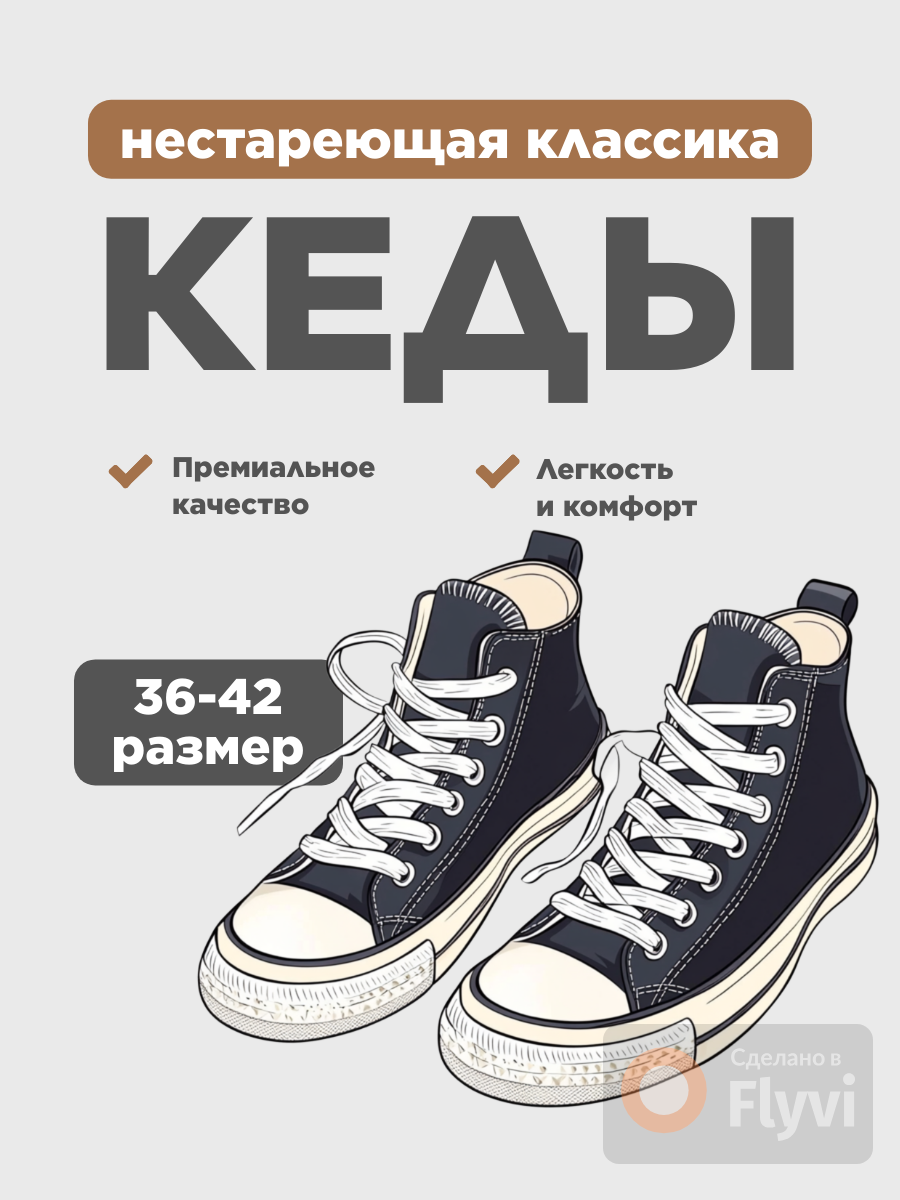 нестареющая классика
КЕДЫ
Премиальное
качество
Легкость
и комфорт
36-42
размер
Сделано в
Flyvi